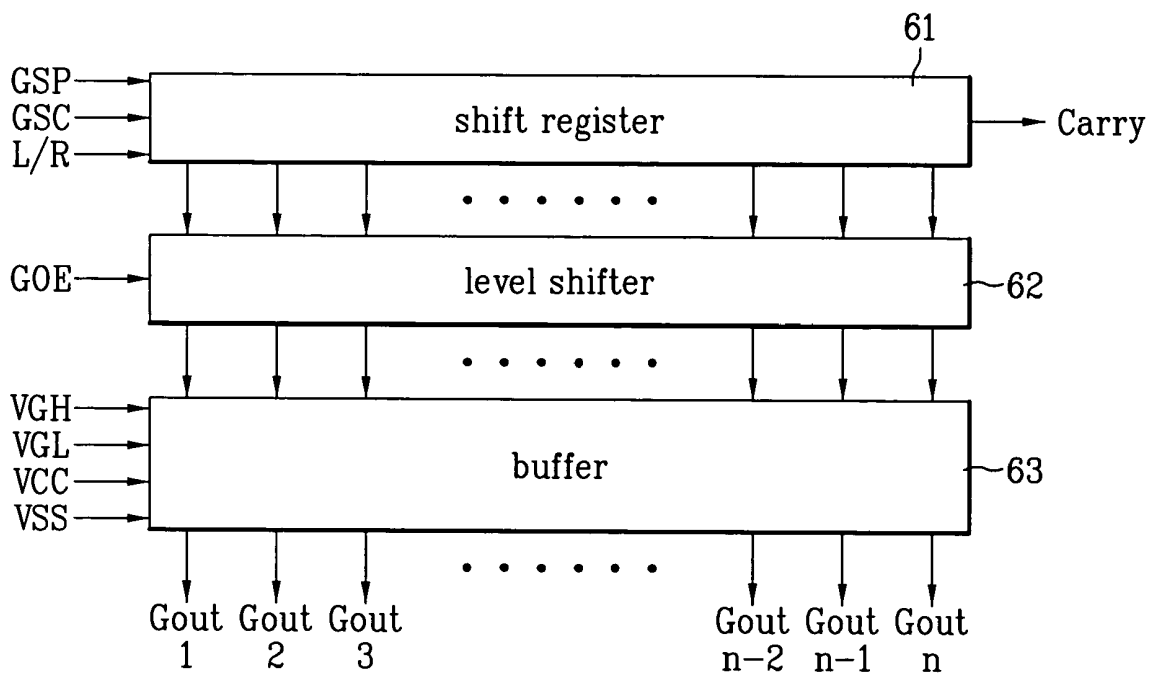 61
GSP
GSC
L/R
shift register
Carry
GOE
level shifter
62
VGH
VGL
VCC
VSS
buffer
63
Gout Gout Gout Gout Gout Gout
1 2 3 n-2 n-1 n